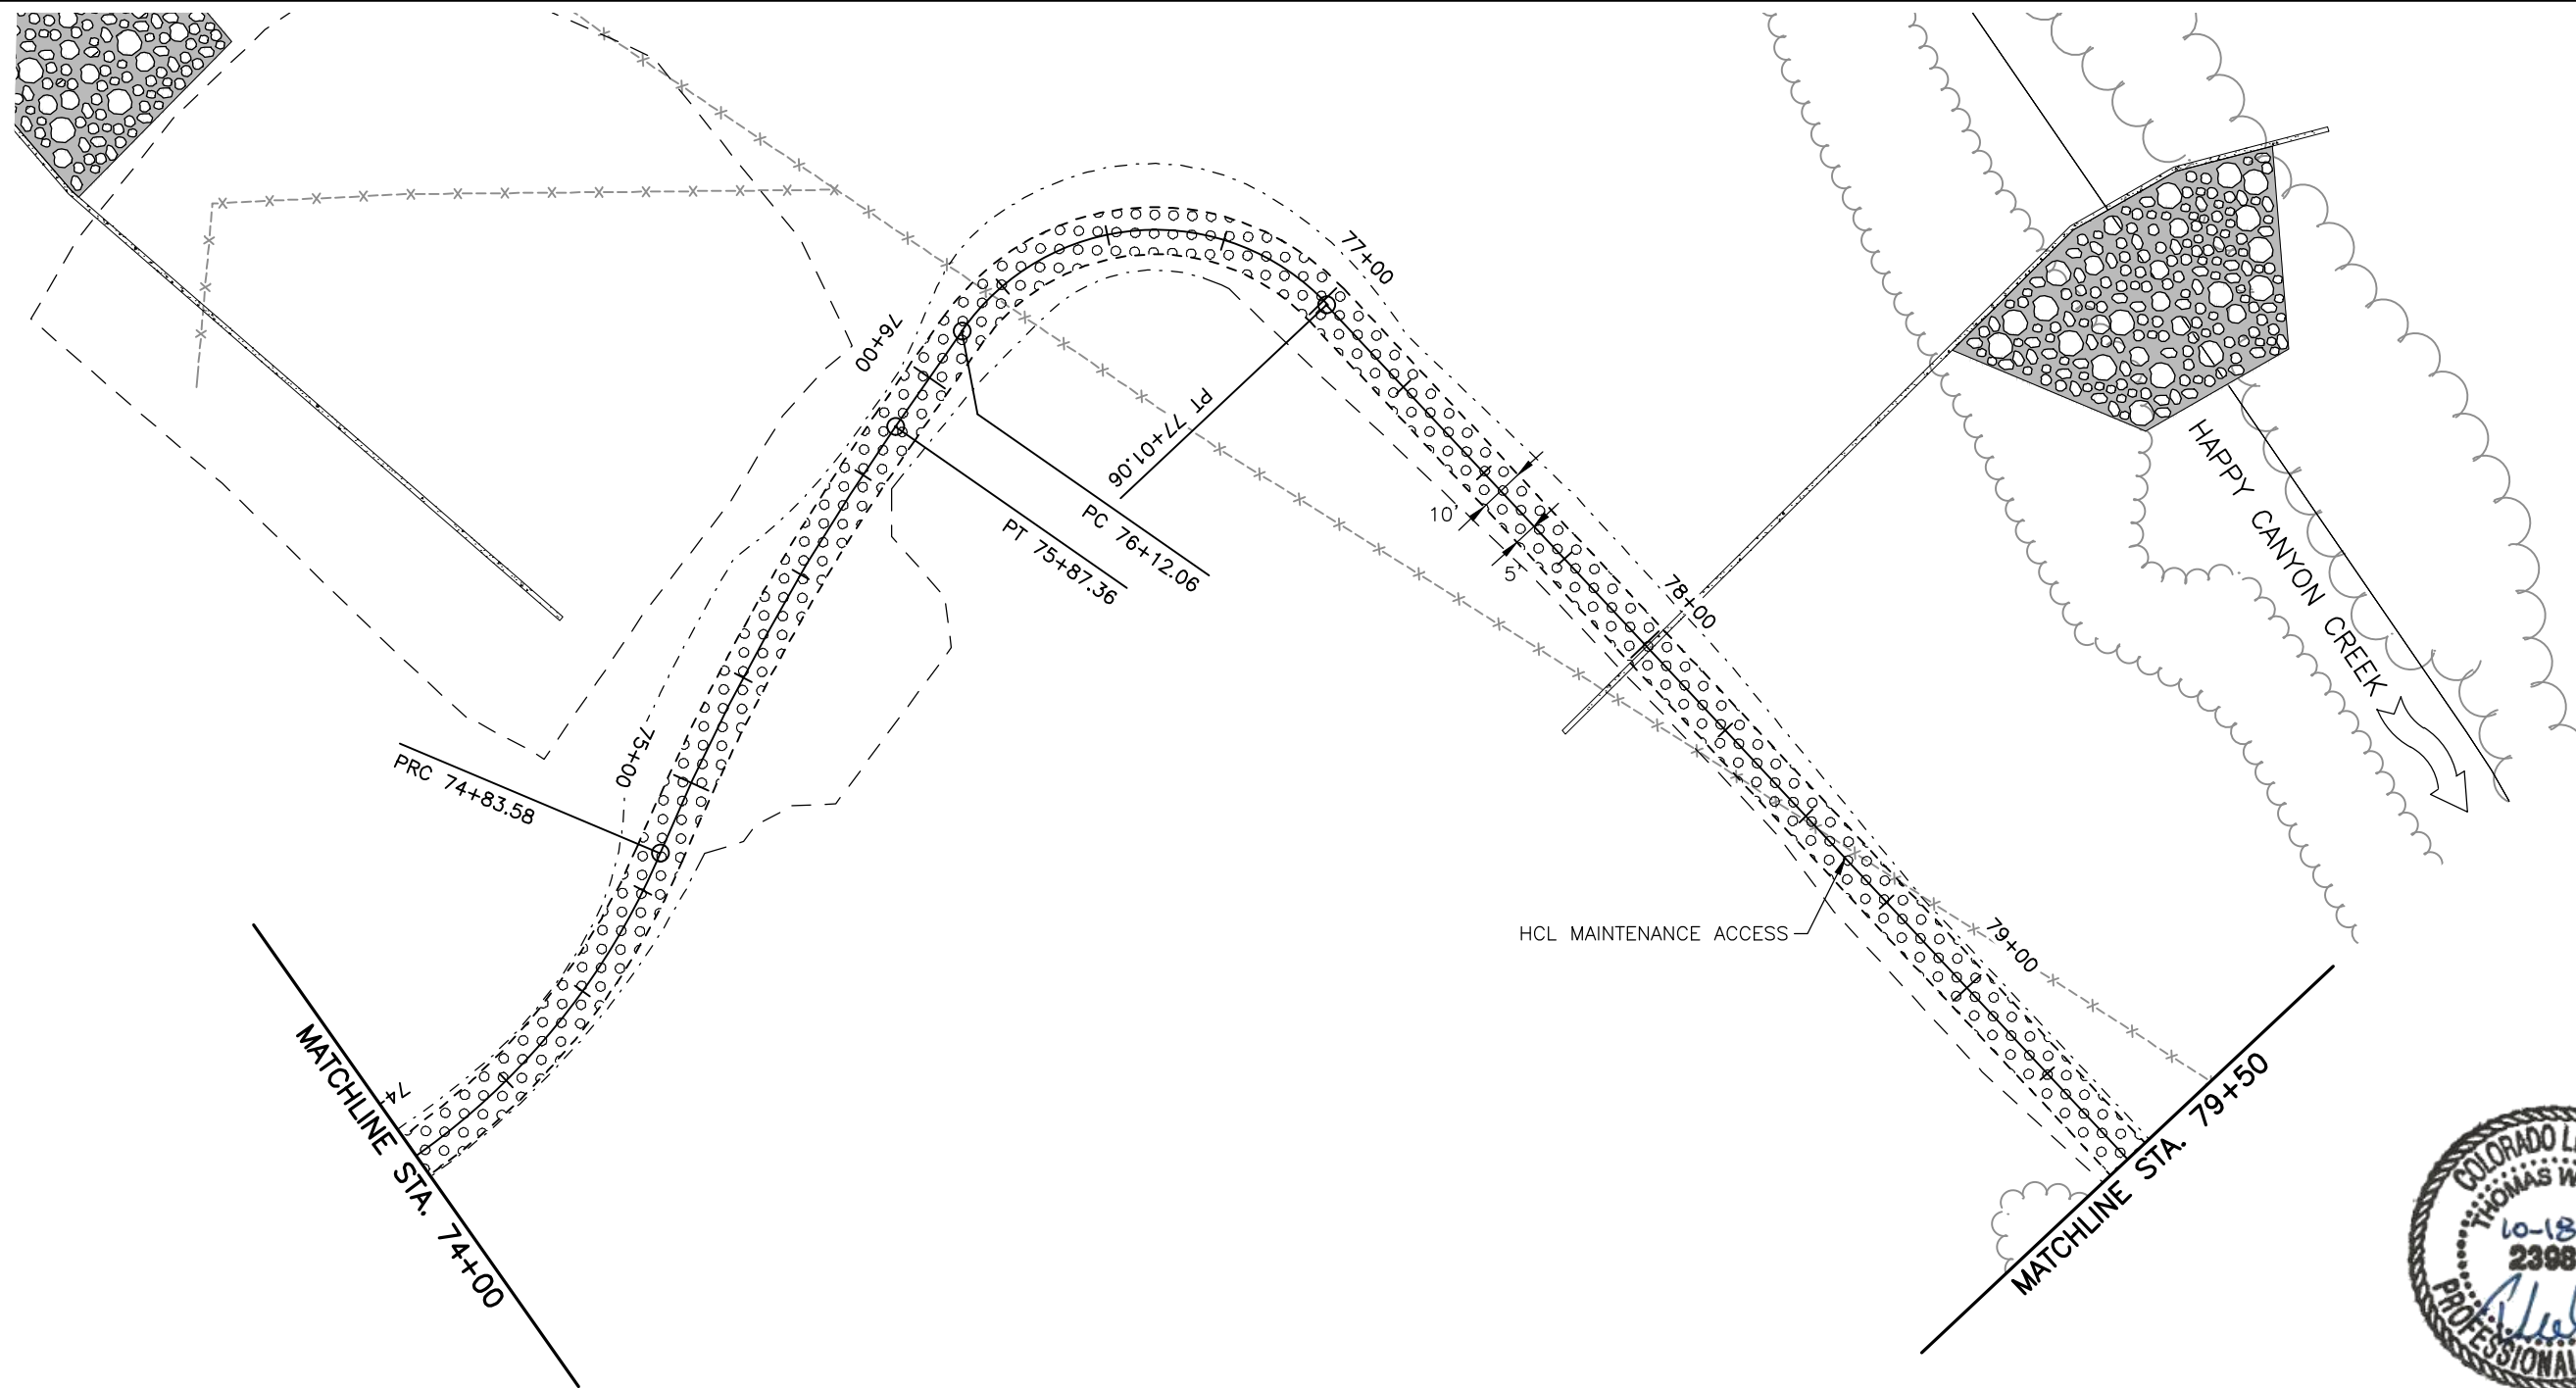 77+00
76+00
PT 77+01.06
PC 76+12.06
PT 75+87.36
10'
5'
78+00
HAPPY CANYON CREEK
75+00
PRC 74+83.58
HCL MAINTENANCE ACCESS
79+00
74+
MATCHLINE STA. 74+00
MATCHLINE STA. 79+50
COLORADO
THOMAS
10-18
2398
PROFESSIONAL